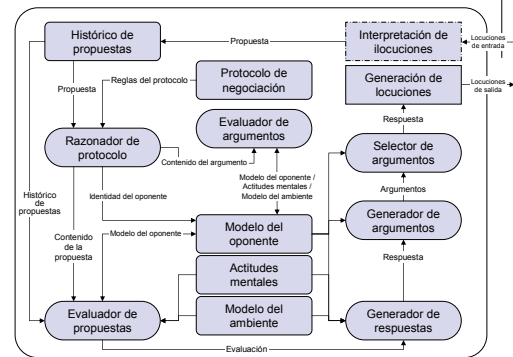 Histórico de
propuestas
Propuesta
Interpretación de
ilocuciones
Locuciones
de entrada
Reglas del protocolo
Protocolo de
negociación
Generación de
locuciones
Locuciones
de salida
Propuesta
Evaluador de
argumentos
Respuesta
Razonador de
protocolo
Contenido del argumento
Selector de
argumentos
Modelo del oponente /
Actitudes mentales /
Modelo del ambiente
Argumentos
Histórico
de
propuestas
Identidad del oponente
Generador de
argumentos
Contenido
de la
propuesta
Modelo del oponente
Modelo del
oponente
Respuesta
Actitudes
mentales
Evaluador de
propuestas
Modelo del
ambiente
Generador de
respuestas
Evaluación